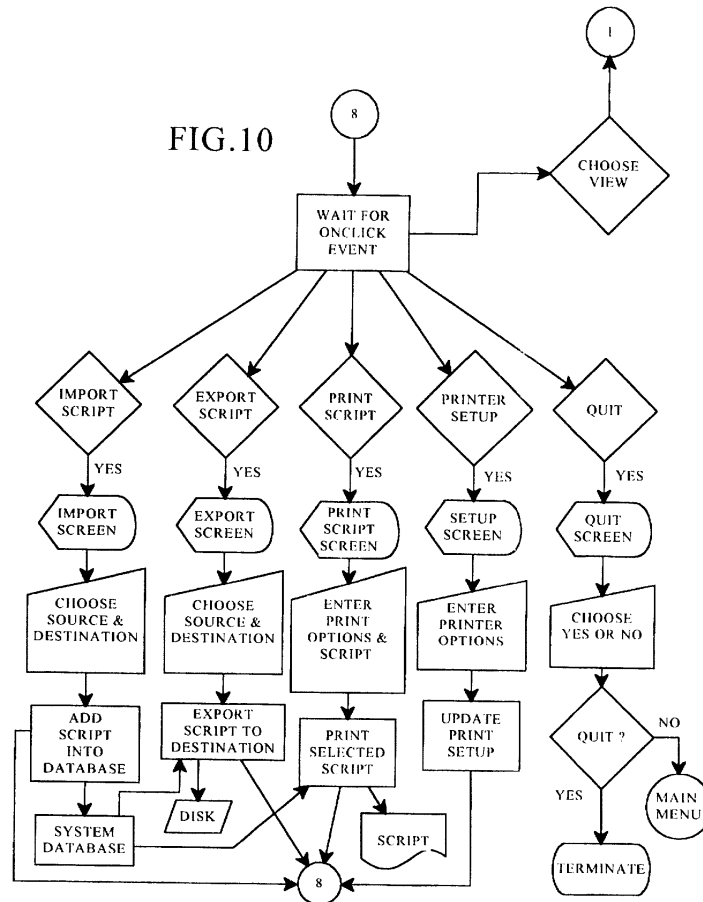 1
8
FIG.10
CHOOSE
VIEW
WAIT FOR
ONCLICK
EVENT
IMPORT
SCRIPT
EXPORT
SCRIPT
PRINT
SCRIPT
PRINTER
SETUP
QUIT
YES
YES
YES
YES
YES
IMPORT
SCREEN
EXPORT
SCREEN
PRINT
SCRIPT
SCREEN
SETUP
SCREEN
QUIT
SCREEN
CHOOSE
SOURCE &
DESTINATION
CHOOSE
SOURCE &
DESTINATION
ENTER
PRINT
OPTIONS &
SCRIPT
ENTER
PRINTER
OPTIONS
CHOOSE
YES OR NO
ADD
SCRIPT
INTO
DATABASE
EXPORT
SCRIPT TO
DESTINATION
PRINT
SELECTED
SCRIPT
UPDATE
PRINT
SETUP
QUIT ?
NO
YES
MAIN
MENU
SYSTEM
DATABASE
DISK
SCRIPT
8
TERMINATE